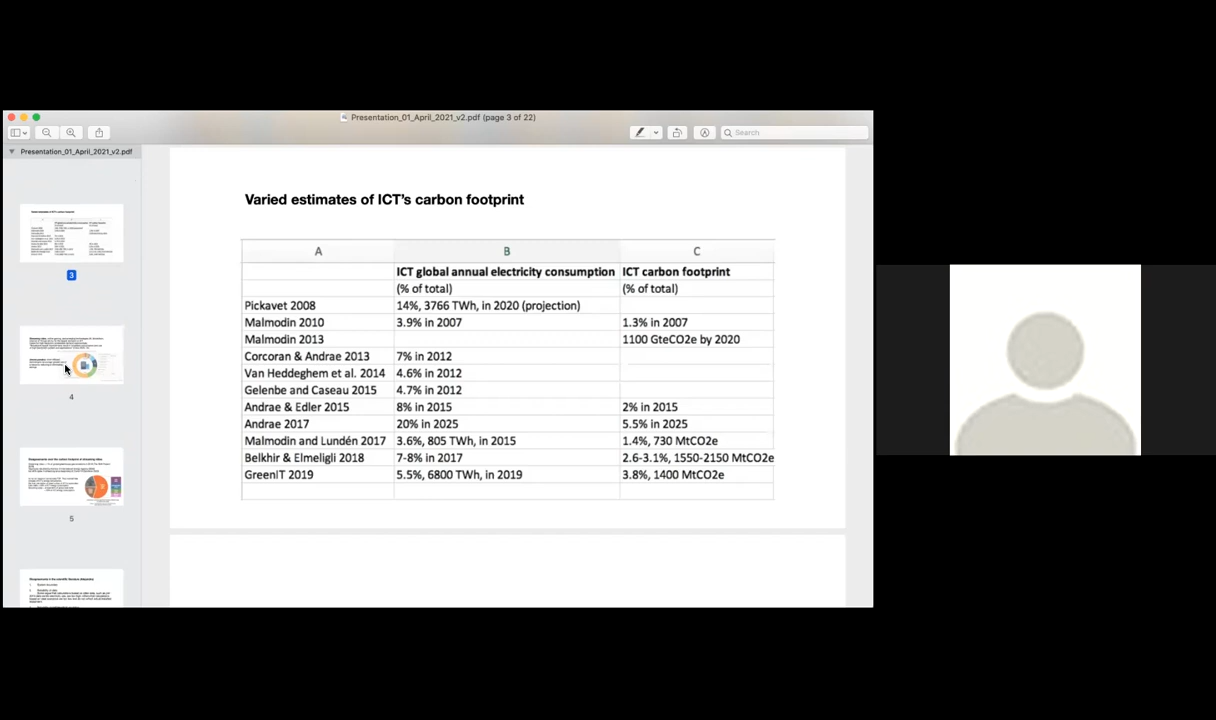 Presentation_01_April_2021_v2.pdf (page 3 of 22)
Search
Presentation_01_April_2021_v2.pdf
3
4
5
Varied estimates of ICT's carbon footprint
A B C
ICT global annual electricity consumption ICT carbon footprint
(% of total) (% of total)
Pickavet 2008 14%, 3766 TWh, in 2020 (projection)
Malmodin 2010 3.9% in 2007 1.3% in 2007
Malmodin 2013 1100 GteCO2e by 2020
Corcoran & Andrae 2013 7% in 2012
Van Heddeghem et al. 2014 4.6% in 2012
Gelenbe and Caseau 2015 4.7% in 2012
Andrae & Edler 2015 8% in 2015 2% in 2015
Andrae 2017 20% in 2025 5.5% in 2025
Malmodin and Lundén 2017 3.6%, 805 TWh, in 2015 1.4%, 730 MtCO2e
Belkhir & Elmeligli 2018 7-8% in 2017 2.6-3.1%, 1550-2150 MtCO2e
GreenIT 2019 5.5%, 6800 TWh, in 2019 3.8%, 1400 MtCO2e